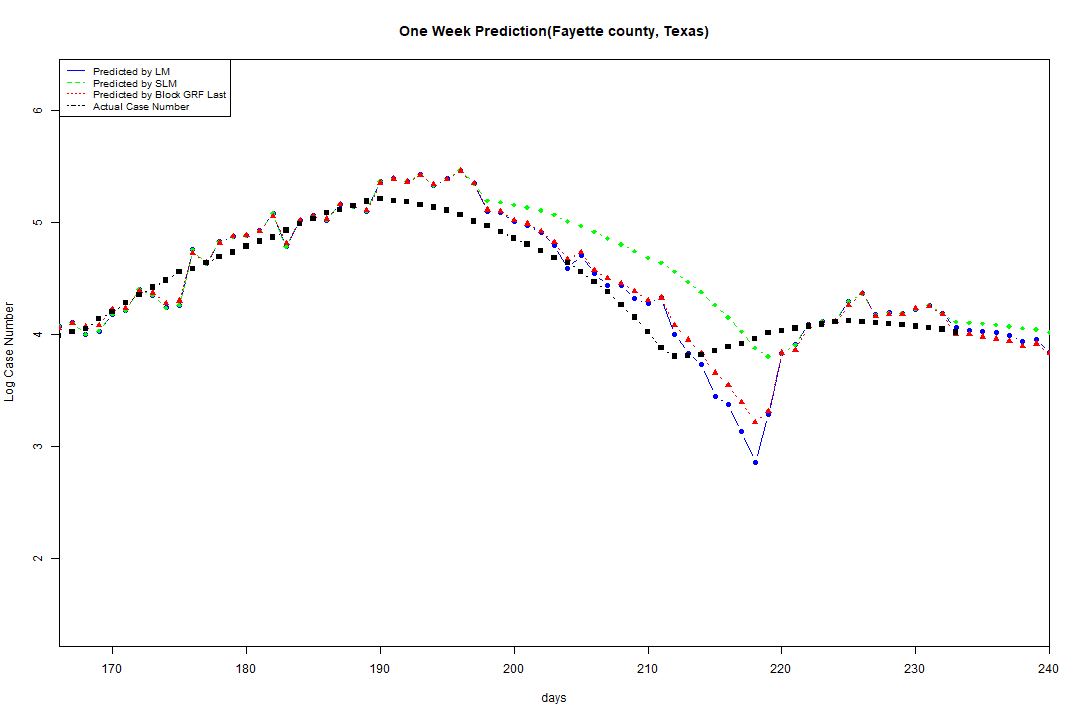 One Week Prediction(Fayette county, Texas)
Predicted by LM
Predicted by SLM
Predicted by Block GRF Last
Actual Case Number
6
5
4
3
2
Log Case Number
170 180 190 200 210 220 230 240
days